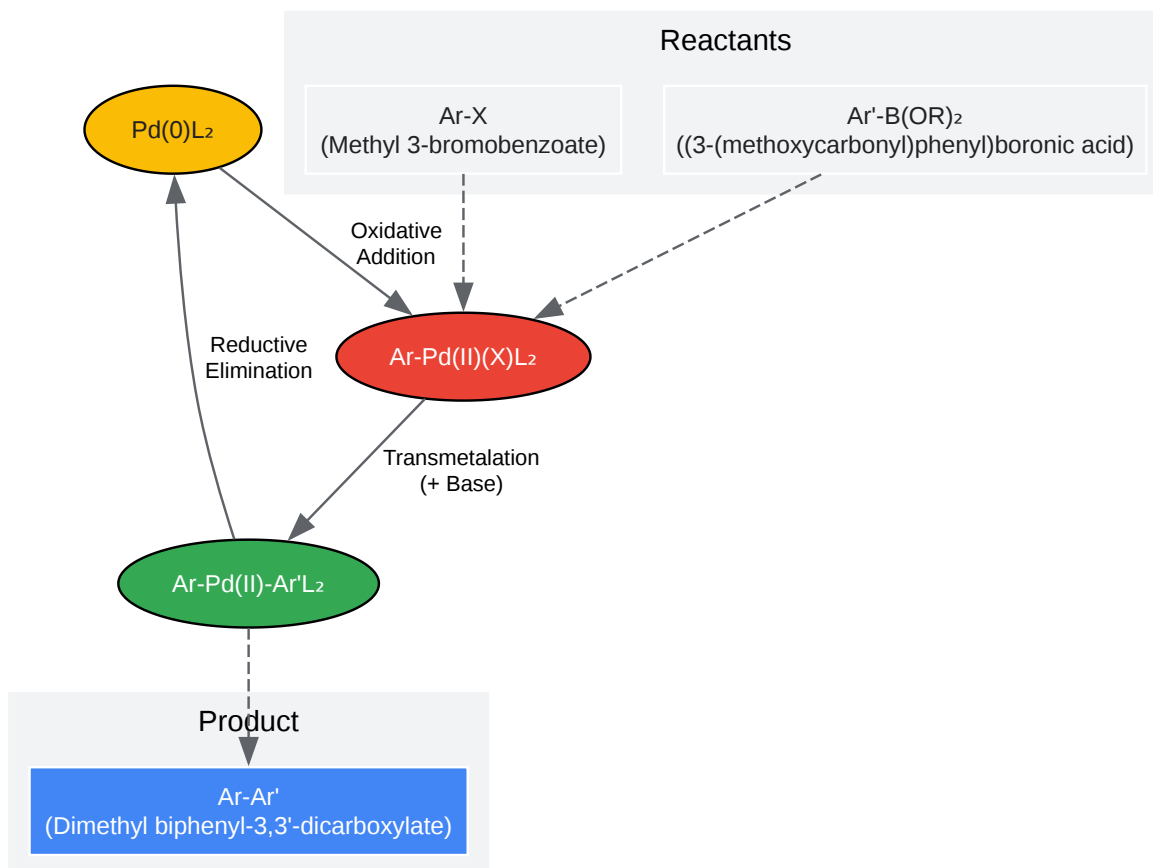 Reactants
Pd(0)L₂
Ar-X
(Methyl 3-bromobenzoate)
Ar'-B(OR)₂
((3-(methoxycarbonyl)phenyl)boronic acid)
Oxidative
Addition
Reductive
Elimination
Ar-Pd(II)(X)L₂
Transmetalation
(+ Base)
Ar-Pd(II)-Ar'L₂
Product
Ar-Ar'
(Dimethyl biphenyl-3,3'-dicarboxylate)